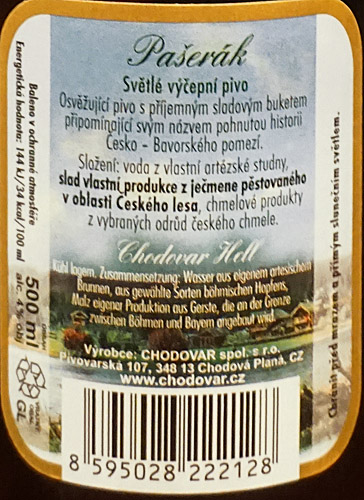 Pašerák
Světlé výčepní pivo
Osvěžující pivo s příjemným sladovým buketem
připomínající svým názvem pohnutou historii
Česko - Bavorského pomezí.
Složení: voda z vlastní artézské studny,
slad vlastní produkce z ječmene pěstovaného
v oblasti Českého lesa, chmelové produkty
z vybraných odrůd českého chmele.
Chodovar Hell
Kühl lagern. Zusammensetzung: Wasser aus eigenem artesischem
Brunnen, aus gewählte Sorten böhmischen Hopfens,
Malz eigener Produktion aus Gerste, die an der Grenze
zwischen Böhmen und Bayern angebaut wird.
Výrobce: CHODOVAR spol. s r.o.
Pivovarská 107, 348 13 Chodová Planá, CZ
www.chodovar.cz
8 595028 222128
Baleno v ochranné atmosféře
Energetická hodnota: 144 kJ/34 kcal/100 ml
OBJEM:
500 ml
alc. 4 % obj.
VRATNÝ
OBAL
GL
Chránit před mrazem a přímým slunečním světlem.